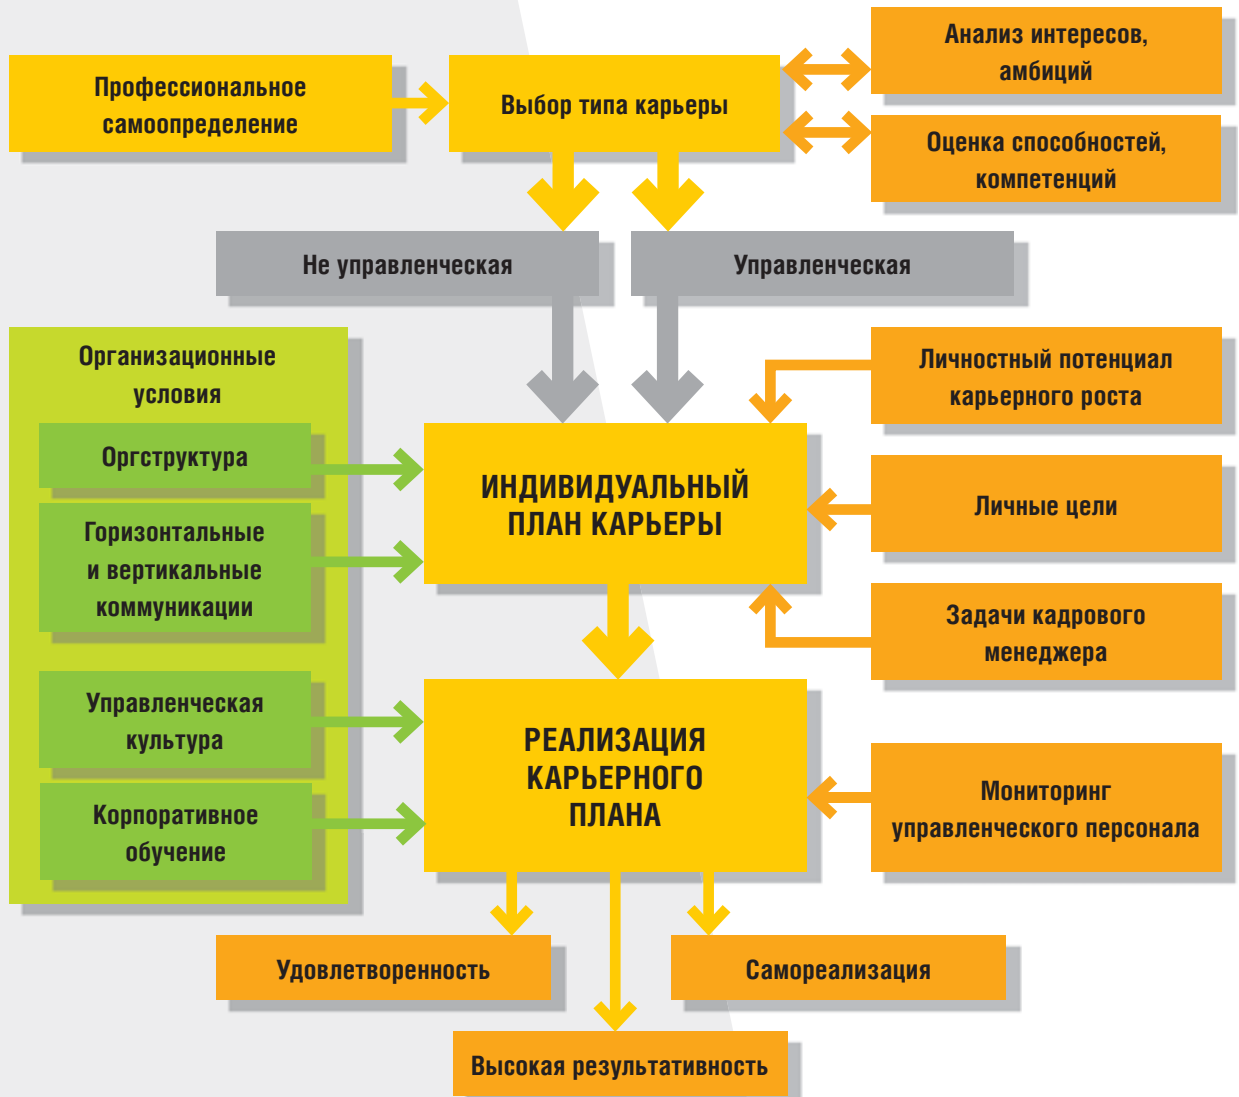 Профессиональное
самоопределение
Выбор типа карьеры
Анализ интересов,
амбиций
Оценка способностей,
компетенций
Не управленческая
Управленческая
Организационные
условия
Оргструктура
Горизонтальные
и вертикальные
коммуникации
Управленческая
культура
Корпоративное
обучение
ИНДИВИДУАЛЬНЫЙ
ПЛАН КАРЬЕРЫ
Личностный потенциал
карьерного роста
Личные цели
Задачи кадрового
менеджера
РЕАЛИЗАЦИЯ
КАРЬЕРНОГО
ПЛАНА
Мониторинг
управленческого персонала
Удовлетворенность
Самореализация
Высокая результативность